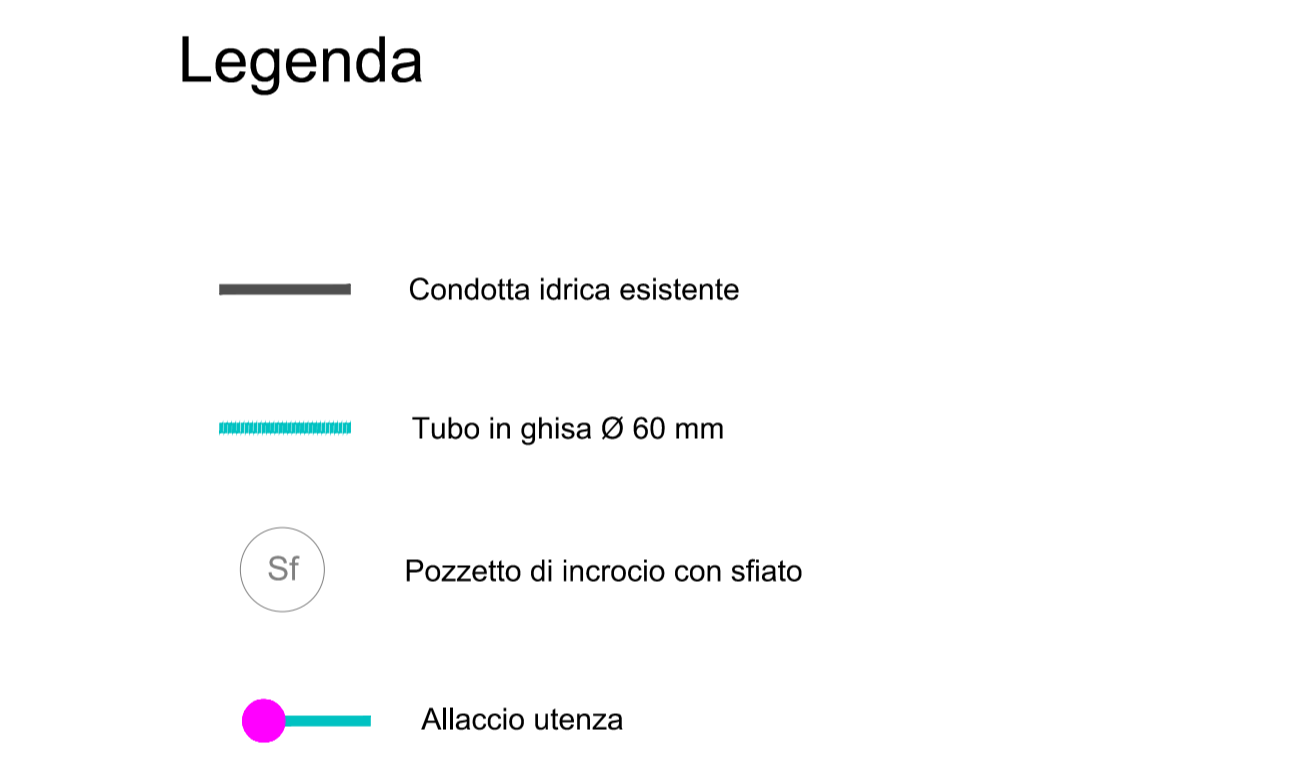 Legenda
Condotta idrica esistente
Tubo in ghisa Ø 60 mm
Sf Pozzetto di incrocio con sfiato
Allaccio utenza